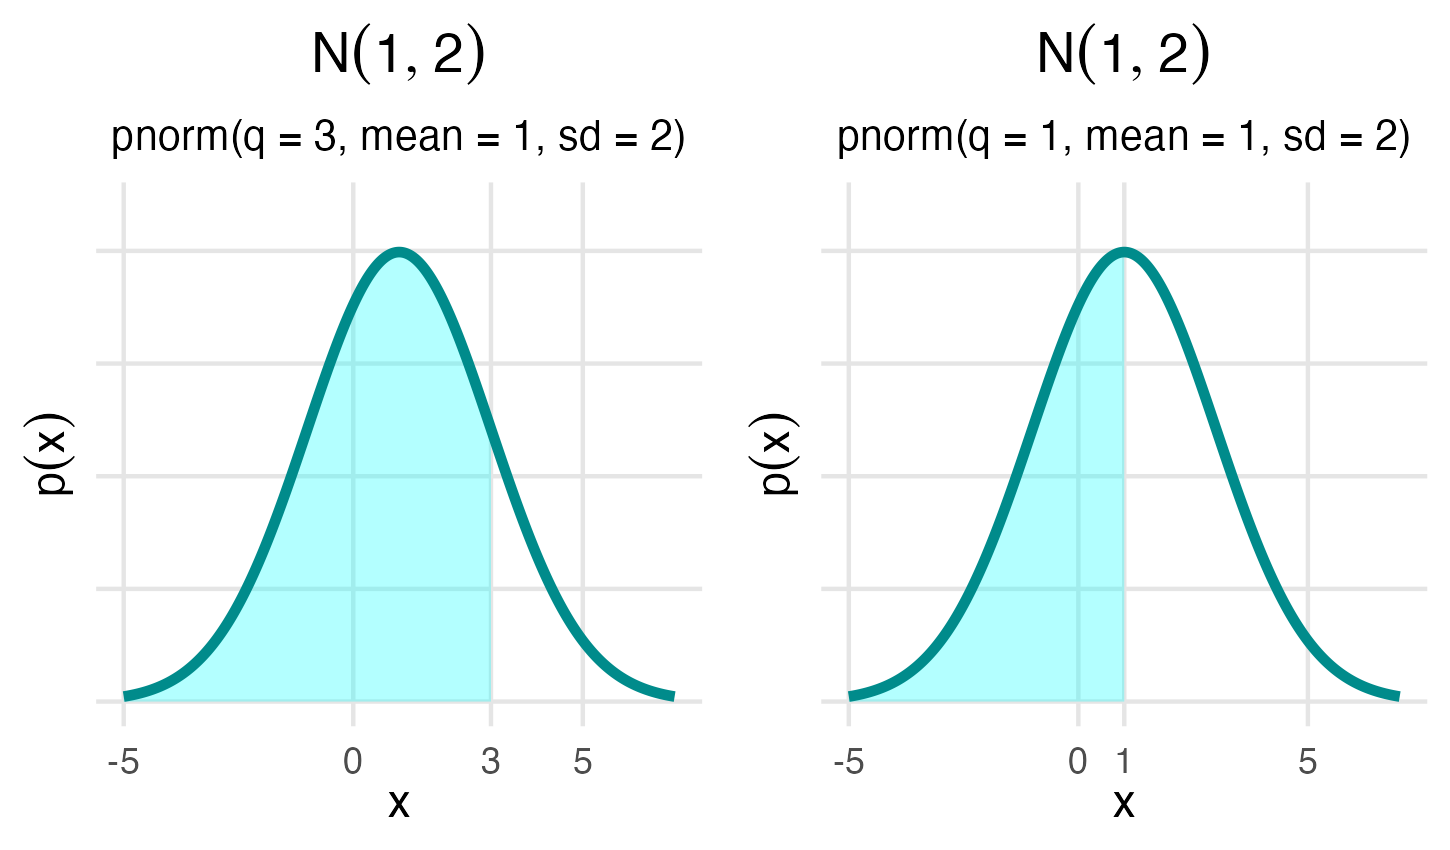 N(1, 2)
pnorm(q = 3, mean = 1, sd = 2)
p(x)
-5 0 3 5
x
N(1, 2)
pnorm(q = 1, mean = 1, sd = 2)
p(x)
-5 0 1 5
x